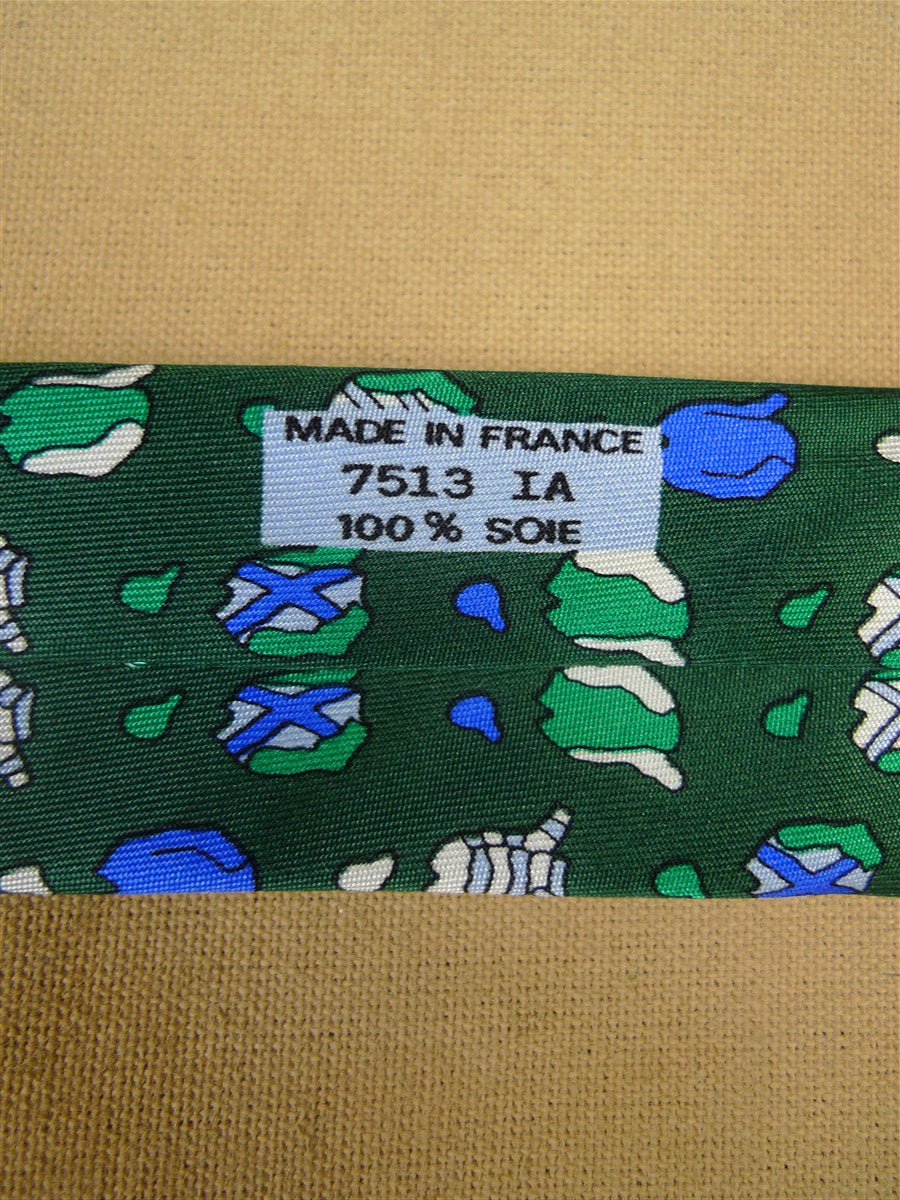 MADE IN FRANCE
7513 IA
100% SOIE